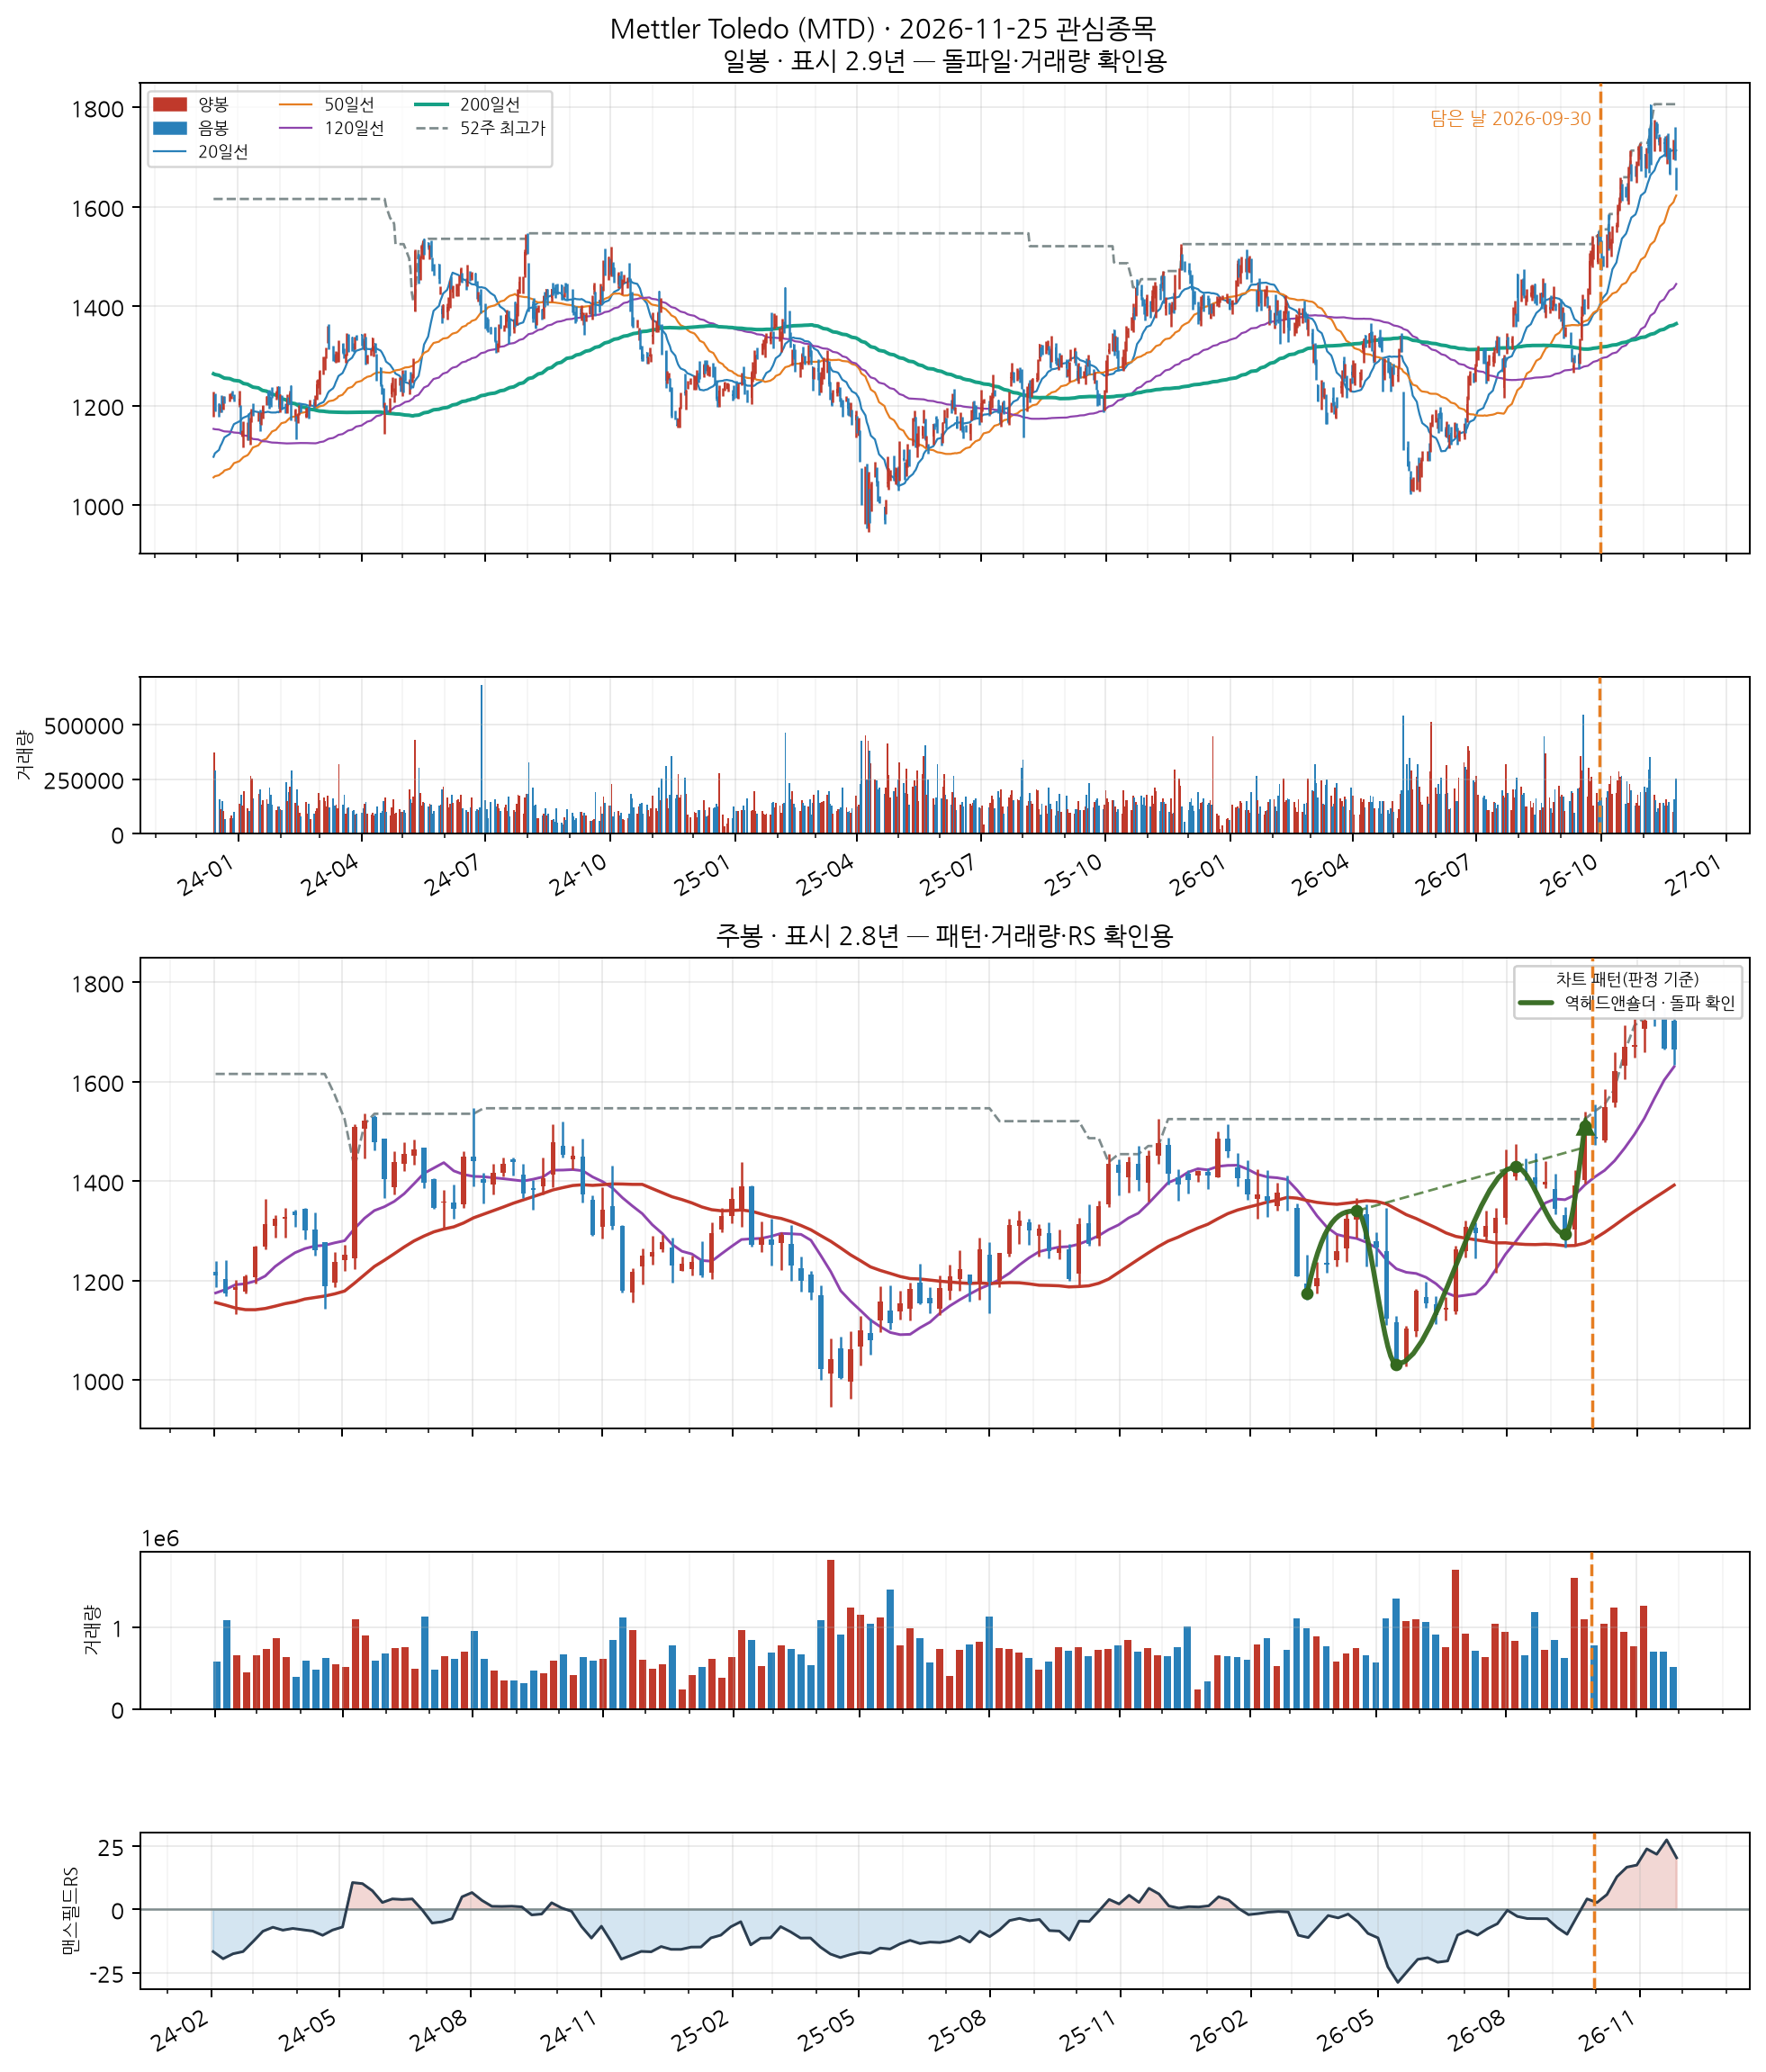 Mettler Toledo (MTD) · 2026-11-25 관심종목
일봉 · 표시 2.9년 — 돌파일·거래량 확인용
양봉
음봉
20일선
50일선
120일선
200일선
52주 최고가
담은 날 2026-09-30
1800
1600
1400
1200
1000
거래량
500000
250000
0
24-01
24-04
24-07
24-10
25-01
25-04
25-07
25-10
26-01
26-04
26-07
26-10
27-01
주봉 · 표시 2.8년 — 패턴·거래량·RS 확인용
차트 패턴(판정 기준)
역헤드앤숄더 · 돌파 확인
1800
1600
1400
1200
1000
1e6
거래량
1
0
맨스필드RS
25
0
-25
24-02
24-05
24-08
24-11
25-02
25-05
25-08
25-11
26-02
26-05
26-08
26-11